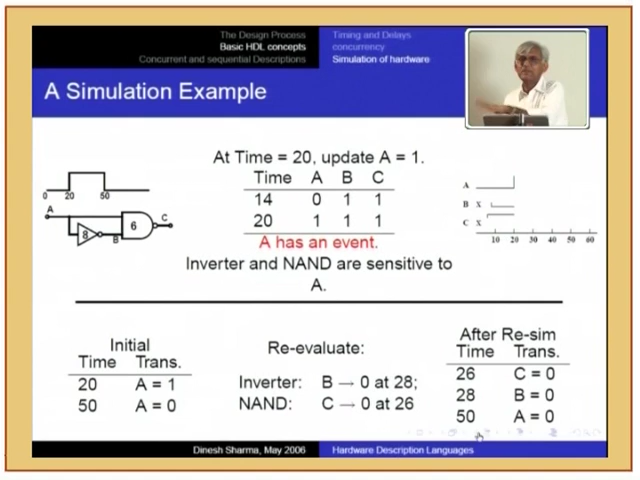 The Design Process
Basic HDL concepts
Concurrent and sequential Descriptions
Timing and Delays
concurrency
Simulation of hardware
A Simulation Example
At Time = 20, update A = 1.
Time A B C
14 0 1 1
20 1 1 1
A has an event.
Inverter and NAND are sensitive to
A.
0 20 50
A
8
B
6
C
A
B X
C X
10 20 30 40 50 60
Initial
Time Trans.
20 A = 1
50 A = 0
Re-evaluate:
Inverter: B → 0 at 28;
NAND: C → 0 at 26
After Re-sim
Time Trans.
26 C = 0
28 B = 0
50 A = 0
Dinesh Sharma, May 2006
Hardware Description Languages